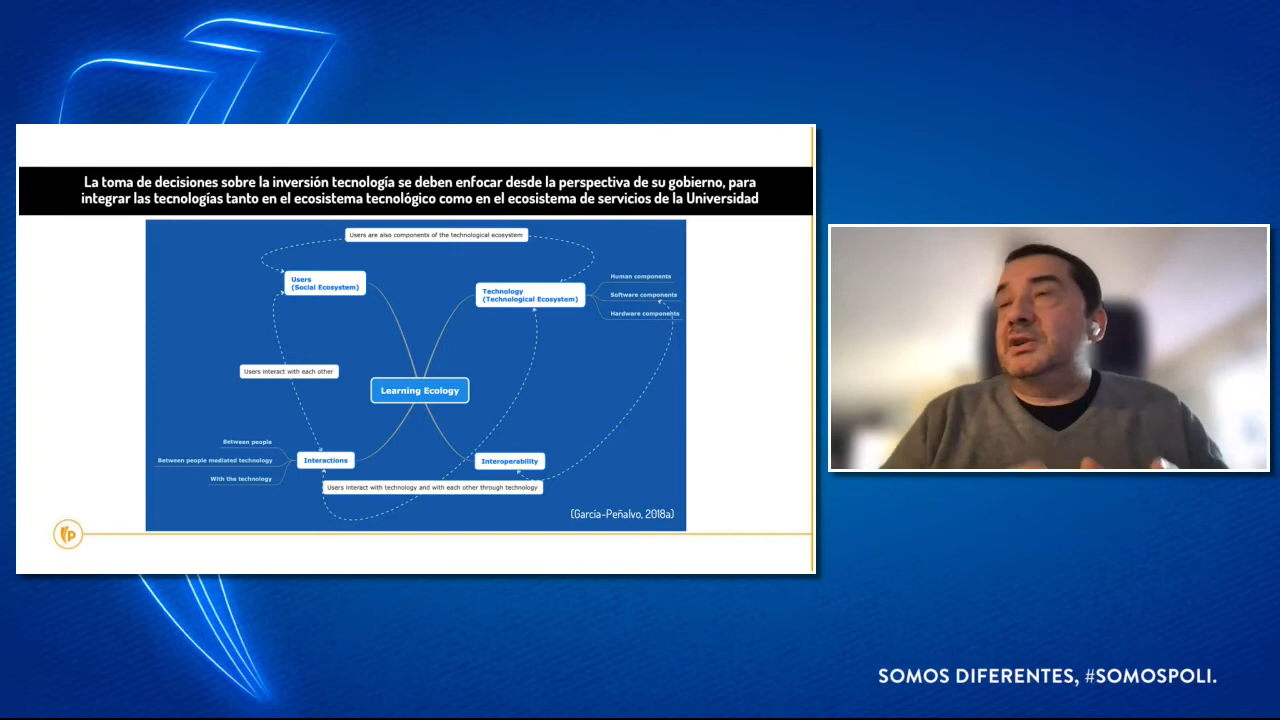 La toma de decisiones sobre la inversión tecnología se deben enfocar desde la perspectiva de su gobierno, para
integrar las tecnologías tanto en el ecosistema tecnológico como en el ecosistema de servicios de la Universidad
Users are also components of the technological ecosystem
Users
(Social Ecosystem)
Technology
(Technological Ecosystem)
Human components
Software components
Hardware components
Users interact with each other
Learning Ecology
Between people
Between people mediated technology
With the technology
Interactions
Interoperability
Users interact with technology and with each other through technology
(García-Peñalvo, 2018a)
P
SOMOS DIFERENTES, #SOMOSPOLI.